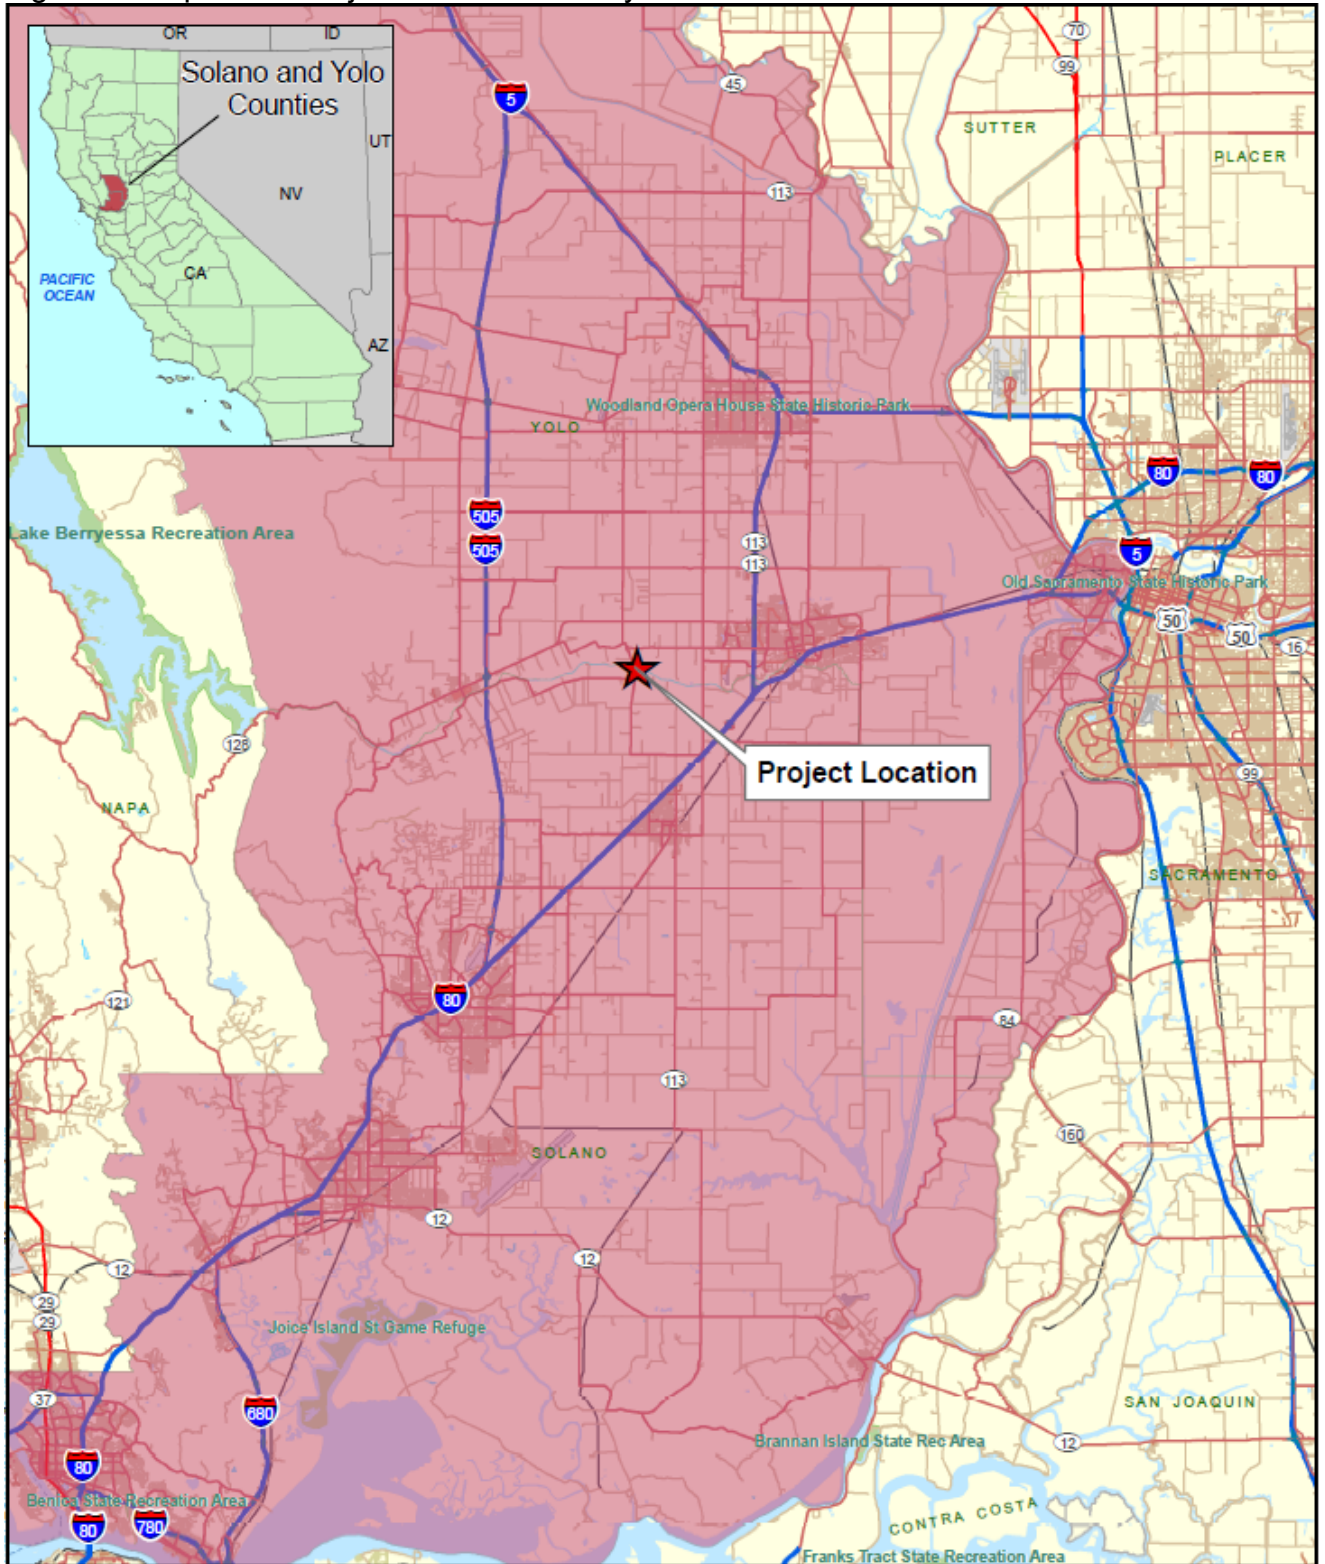 OR
ID
Solano and Yolo
Counties
UT
NV
PACIFIC
OCEAN
CA
AZ
5
45
70
99
SUTTER
PLACER
113
Woodland Opera House State Historic Park
YOLO
80
80
505
505
Lake Berryessa Recreation Area
113
113
5
Old Sacramento State Historic Park
50
50
16
128
Project Location
99
NAPA
SACRAMENTO
80
121
84
113
160
SOLANO
12
12
12
29
29
Joice Island St Game Refuge
37
680
SAN JOAQUIN
Brannan Island State Rec Area
12
80
Benica State Recreation Area
80
780
CONTRA COSTA
Franks Tract State Recreation Area